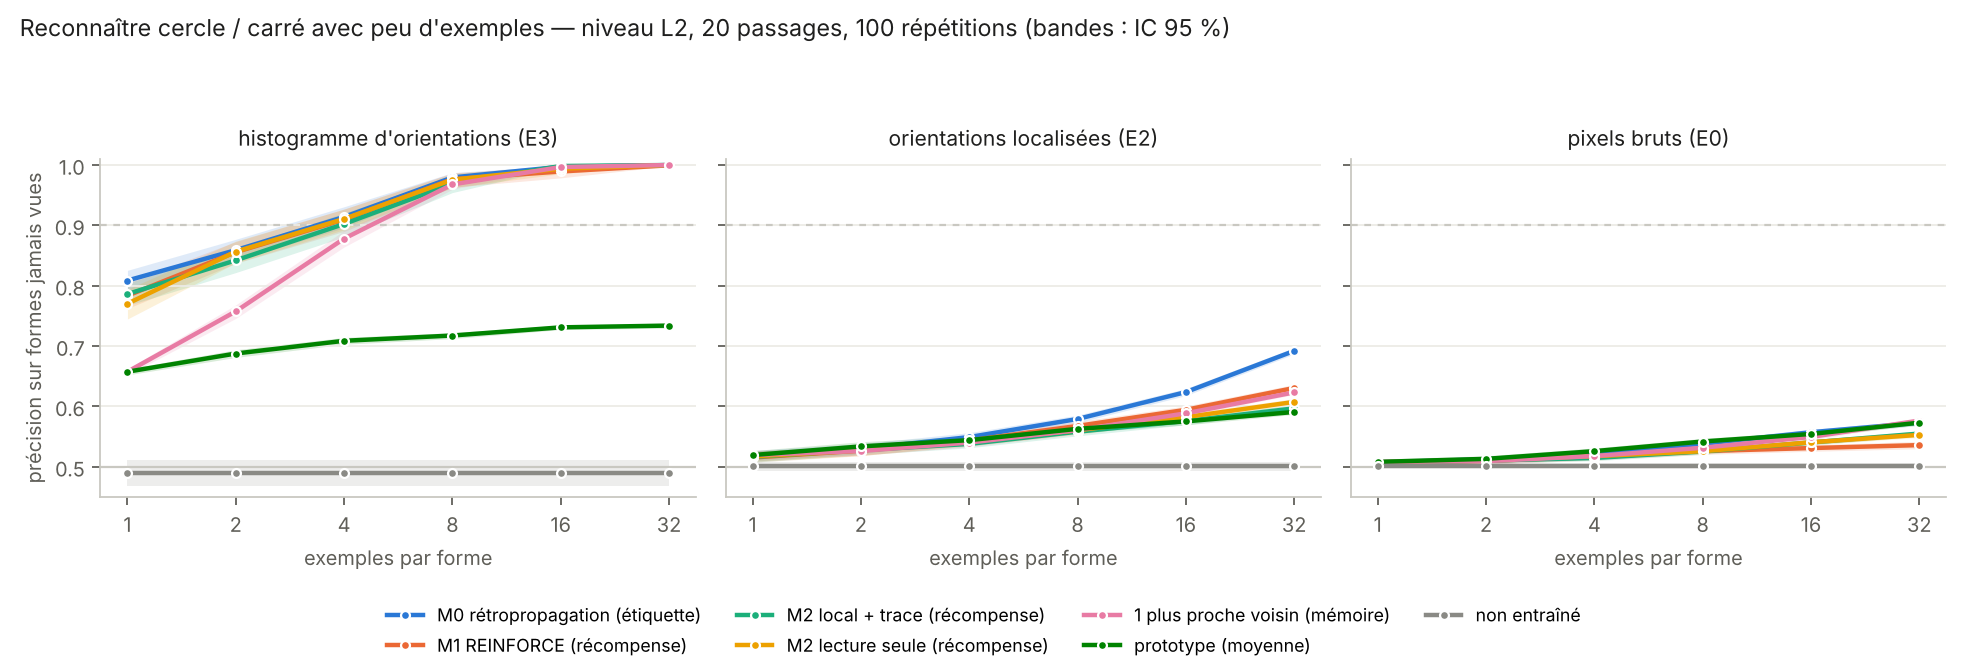 Reconnaître cercle / carré avec peu d'exemples — niveau L2, 20 passages, 100 répétitions (bandes : IC 95 %)
histogramme d'orientations (E3)
orientations localisées (E2)
pixels bruts (E0)
précision sur formes jamais vues
1.0
0.9
0.8
0.7
0.6
0.5
1 2 4 8 16 32
1 2 4 8 16 32
1 2 4 8 16 32
exemples par forme
exemples par forme
exemples par forme
M0 rétropropagation (étiquette)
M1 REINFORCE (récompense)
M2 local + trace (récompense)
M2 lecture seule (récompense)
1 plus proche voisin (mémoire)
prototype (moyenne)
non entraîné